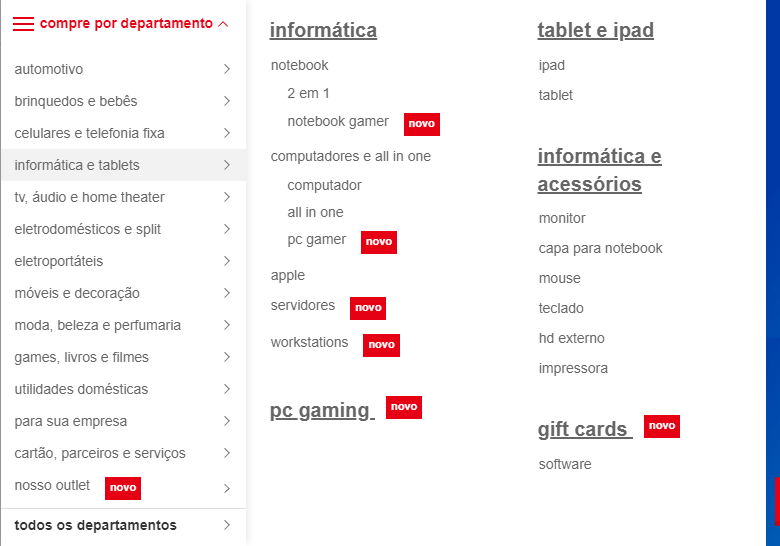 compre por departamento
automotivo
brinquedos e bebês
celulares e telefonia fixa
informática e tablets
tv, áudio e home theater
eletrodomésticos e split
eletroportáteis
móveis e decoração
moda, beleza e perfumaria
games, livros e filmes
utilidades domésticas
para sua empresa
cartão, parceiros e serviços
nosso outlet novo
todos os departamentos
informática
notebook
2 em 1
notebook gamer novo
computadores e all in one
computador
all in one
pc gamer novo
apple
servidores novo
workstations novo
pc gaming novo
tablet e ipad
ipad
tablet
informática e
acessórios
monitor
capa para notebook
mouse
teclado
hd externo
impressora
gift cards novo
software